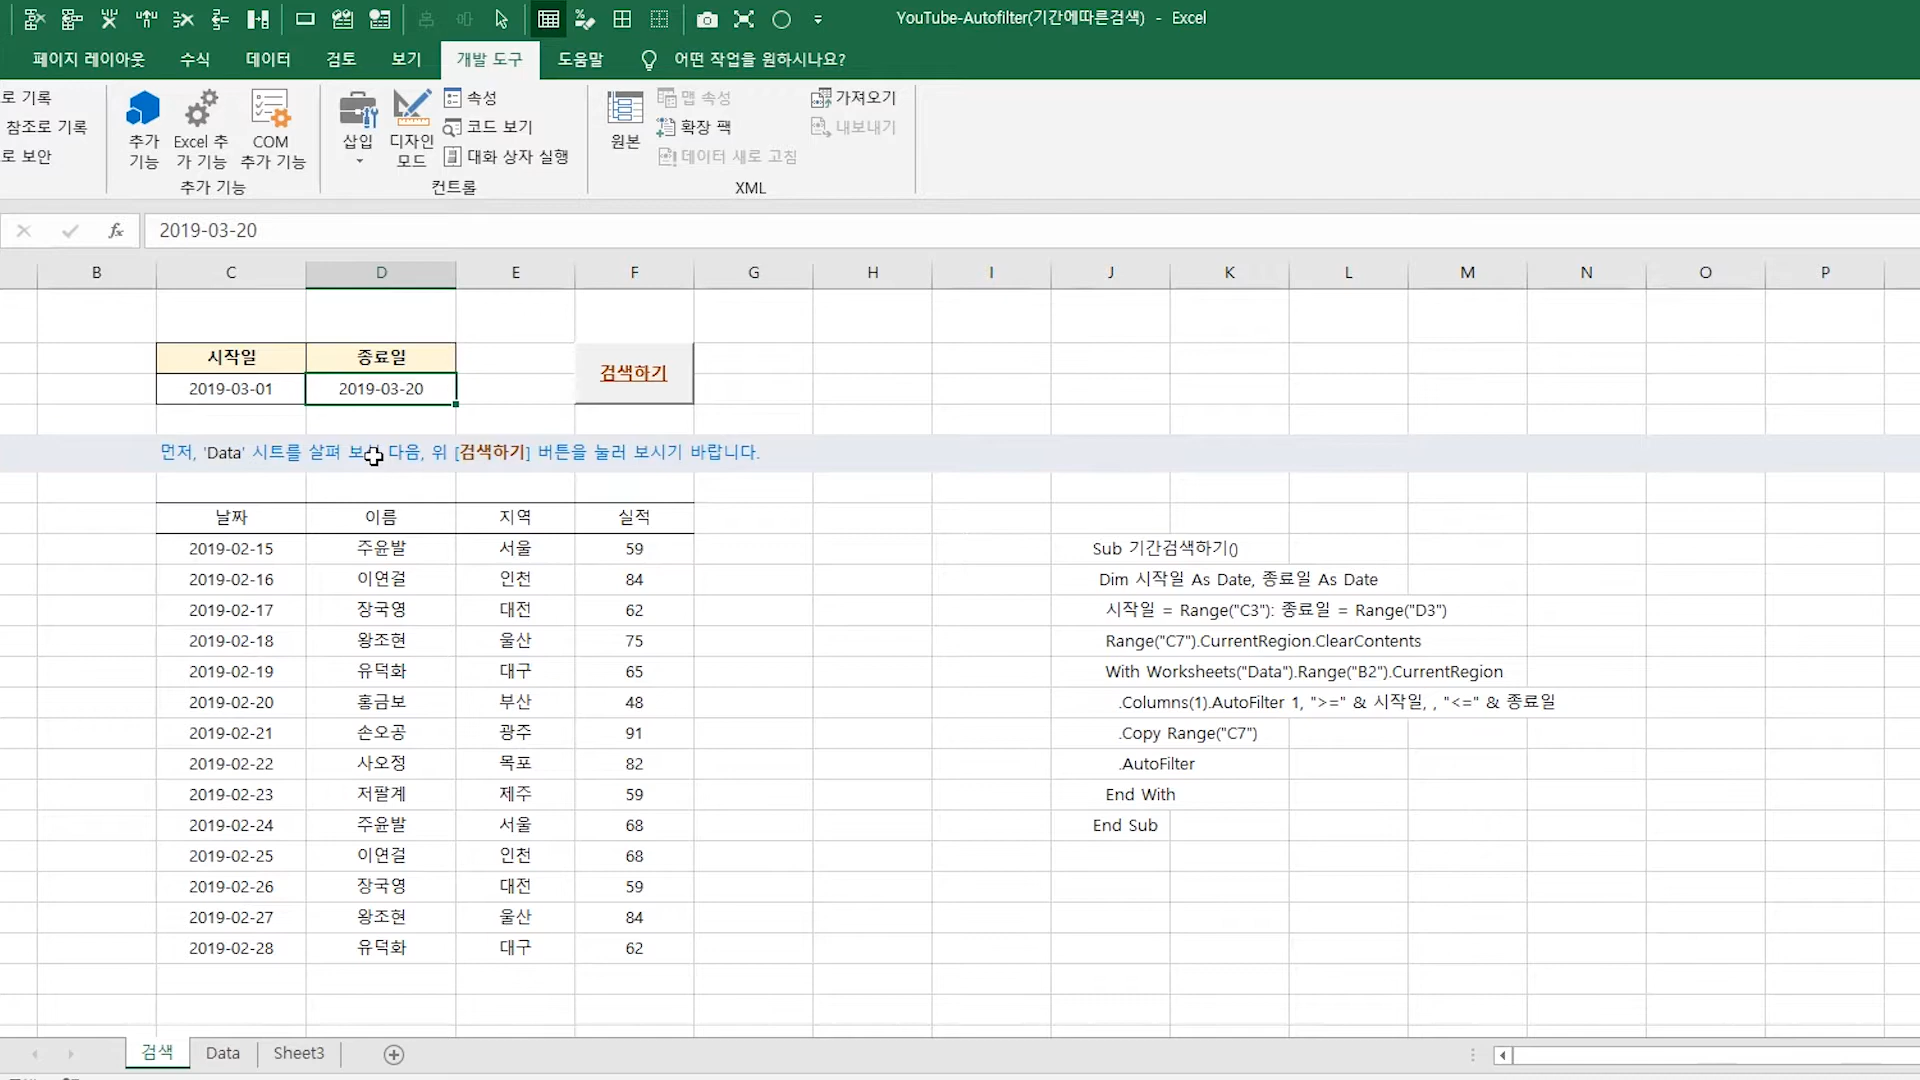 YouTube-Autofilter(기간에따른검색) - Excel
페이지 레이아웃 수식 데이터 검토 보기 개발 도구 도움말 어떤 작업을 원하시나요?
로 기록
참조로 기록
로 보안
추가 기능
Excel 추가 기능
COM 추가 기능
추가 기능
삽입
디자인 모드
속성
코드 보기
대화 상자 실행
컨트롤
원본
맵 속성
확장 팩
데이터 새로 고침
가져오기
내보내기
XML
fx 2019-03-20
B C D E F G H I J K L M N O P
시작일 종료일
2019-03-01 2019-03-20
검색하기
먼저, 'Data' 시트를 살펴 다음, 위 [검색하기] 버튼을 눌러 보시기 바랍니다.
날짜 이름 지역 실적
2019-02-15 주윤발 서울 59
2019-02-16 이연걸 인천 84
2019-02-17 장국영 대전 62
2019-02-18 왕조현 울산 75
2019-02-19 유덕화 대구 65
2019-02-20 홍금보 부산 48
2019-02-21 손오공 광주 91
2019-02-22 사오정 목포 82
2019-02-23 저팔계 제주 59
2019-02-24 주윤발 서울 68
2019-02-25 이연걸 인천 68
2019-02-26 장국영 대전 59
2019-02-27 왕조현 울산 84
2019-02-28 유덕화 대구 62
Sub 기간검색하기()
Dim 시작일 As Date, 종료일 As Date
시작일 = Range("C3"): 종료일 = Range("D3")
Range("C7").CurrentRegion.ClearContents
With Worksheets("Data").Range("B2").CurrentRegion
.Columns(1).AutoFilter 1, ">=" & 시작일, , "<=" & 종료일
.Copy Range("C7")
.AutoFilter
End With
End Sub
검색 Data Sheet3